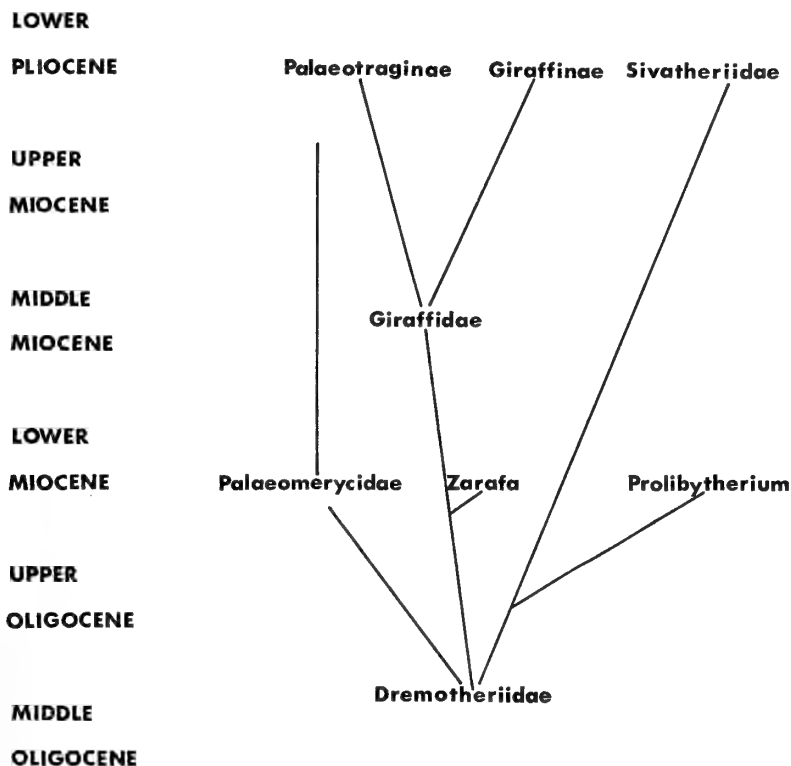 LOWER
PLIOCENE Palaeotraginae Giraffinae Sivatheriidae
UPPER
MIOCENE
MIDDLE
Giraffidae
MIOCENE
LOWER
MIOCENE Palaeomerycidae Zarafa Prolibytherium
UPPER
OLIGOCENE
Dremotheriidae
MIDDLE
OLIGOCENE